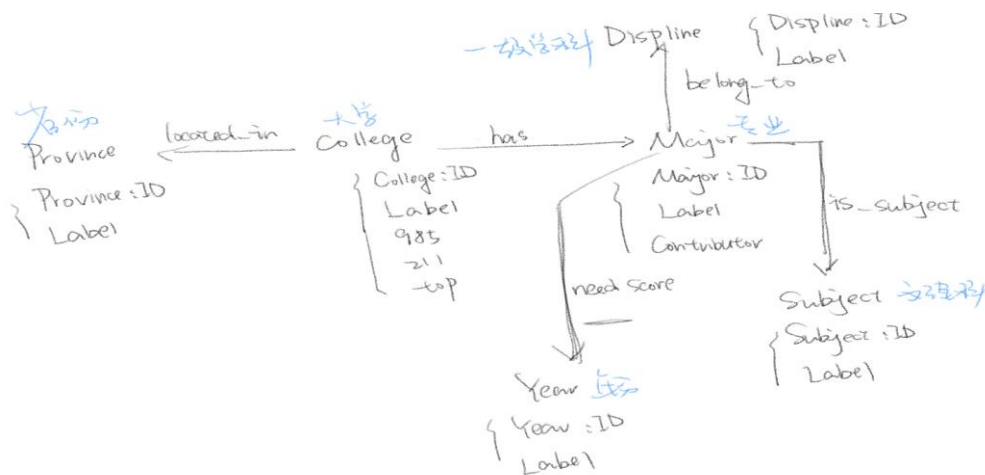 一级学科 Displine
Displine:ID
Label
belong_to
省份
Province
Province:ID
Label
located_in
大学
College
College:ID
Label
985
211
top
has
专业
Major
Major:ID
Label
Contributor
is_subject
Subject 文理科
Subject:ID
Label
need score
Year 年份
Year:ID
Label